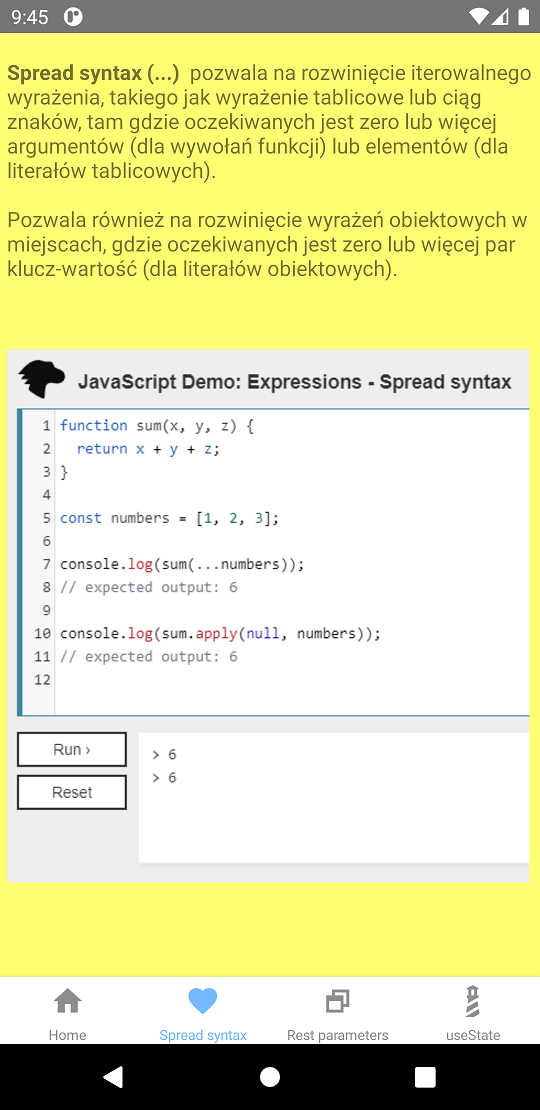 9:45
Spread syntax (...)  pozwala na rozwinięcie iterowalnego
wyrażenia, takiego jak wyrażenie tablicowe lub ciąg
znaków, tam gdzie oczekiwanych jest zero lub więcej
argumentów (dla wywołań funkcji) lub elementów (dla
literałów tablicowych).
Pozwala również na rozwinięcie wyrażeń obiektowych w
miejscach, gdzie oczekiwanych jest zero lub więcej par
klucz-wartość (dla literałów obiektowych).
JavaScript Demo: Expressions - Spread syntax
1 function sum(x, y, z) {
2   return x + y + z;
3 }
4
5 const numbers = [1, 2, 3];
6
7 console.log(sum(...numbers));
8 // expected output: 6
9
10 console.log(sum.apply(null, numbers));
11 // expected output: 6
12
Run ›
> 6
> 6
Reset
Home Spread syntax Rest parameters useState